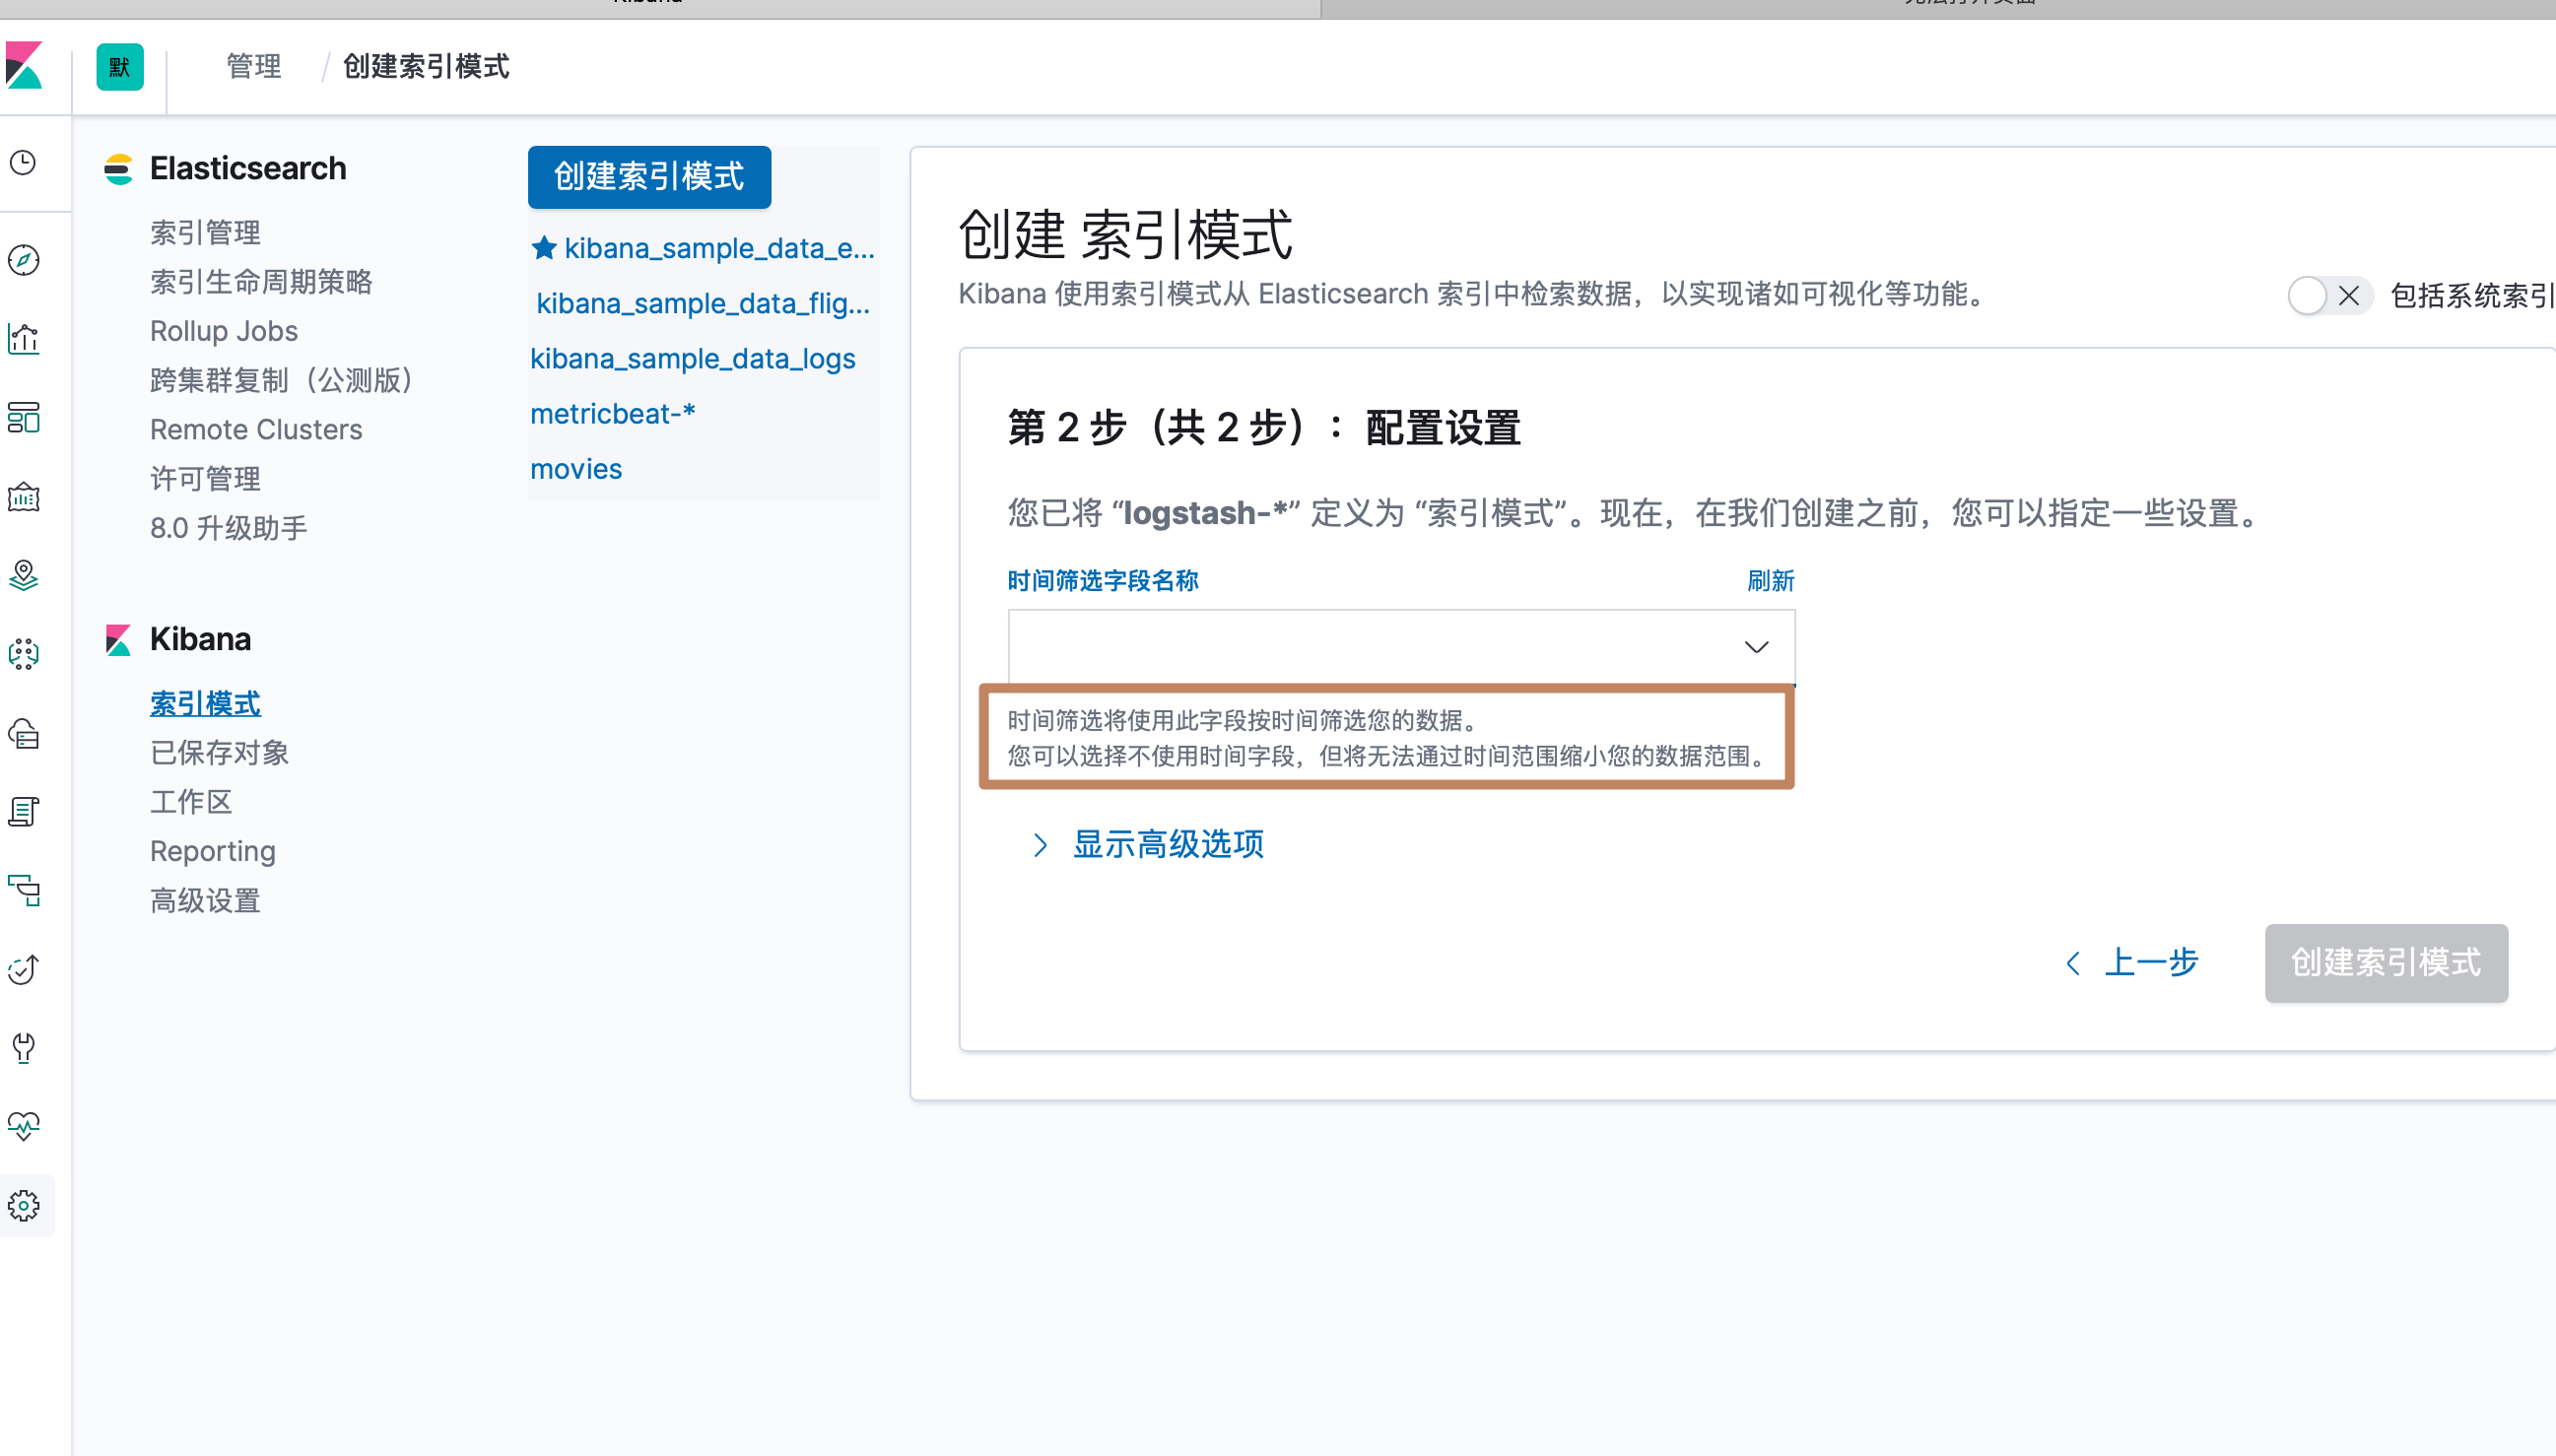 默
管理 / 创建索引模式
Elasticsearch
索引管理
索引生命周期策略
Rollup Jobs
跨集群复制（公测版）
Remote Clusters
许可管理
8.0 升级助手
Kibana
索引模式
已保存对象
工作区
Reporting
高级设置
创建索引模式
kibana_sample_data_e...
kibana_sample_data_flig...
kibana_sample_data_logs
metricbeat-*
movies
创建 索引模式
Kibana 使用索引模式从 Elasticsearch 索引中检索数据，以实现诸如可视化等功能。
包括系统索引
第 2 步（共 2 步）：配置设置
您已将 “logstash-*” 定义为 “索引模式”。现在，在我们创建之前，您可以指定一些设置。
时间筛选字段名称
刷新
时间筛选将使用此字段按时间筛选您的数据。
您可以选择不使用时间字段，但将无法通过时间范围缩小您的数据范围。
显示高级选项
上一步
创建索引模式